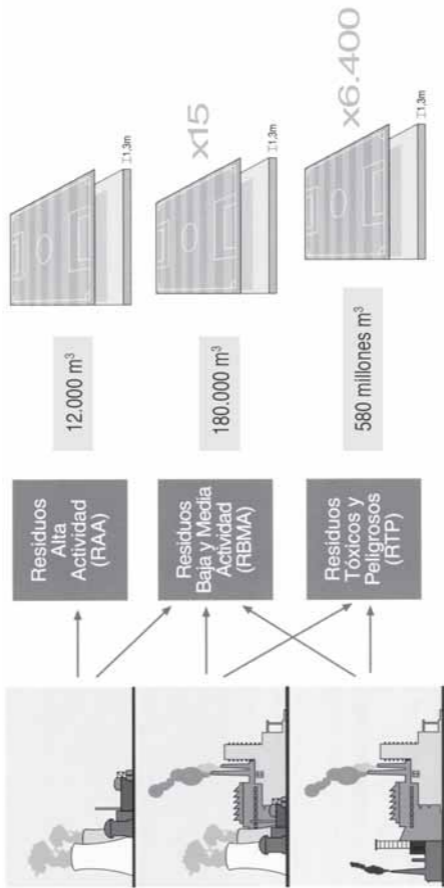 Residuos
Alta
Actividad
(RAA)
12.000 m³
1,3m
Residuos
Baja y Media
Actividad
(RBMA)
180.000 m³
x15
1,3m
Residuos
Tóxicos y
Peligrosos
(RTP)
580 millones m³
x6.400
1,3m